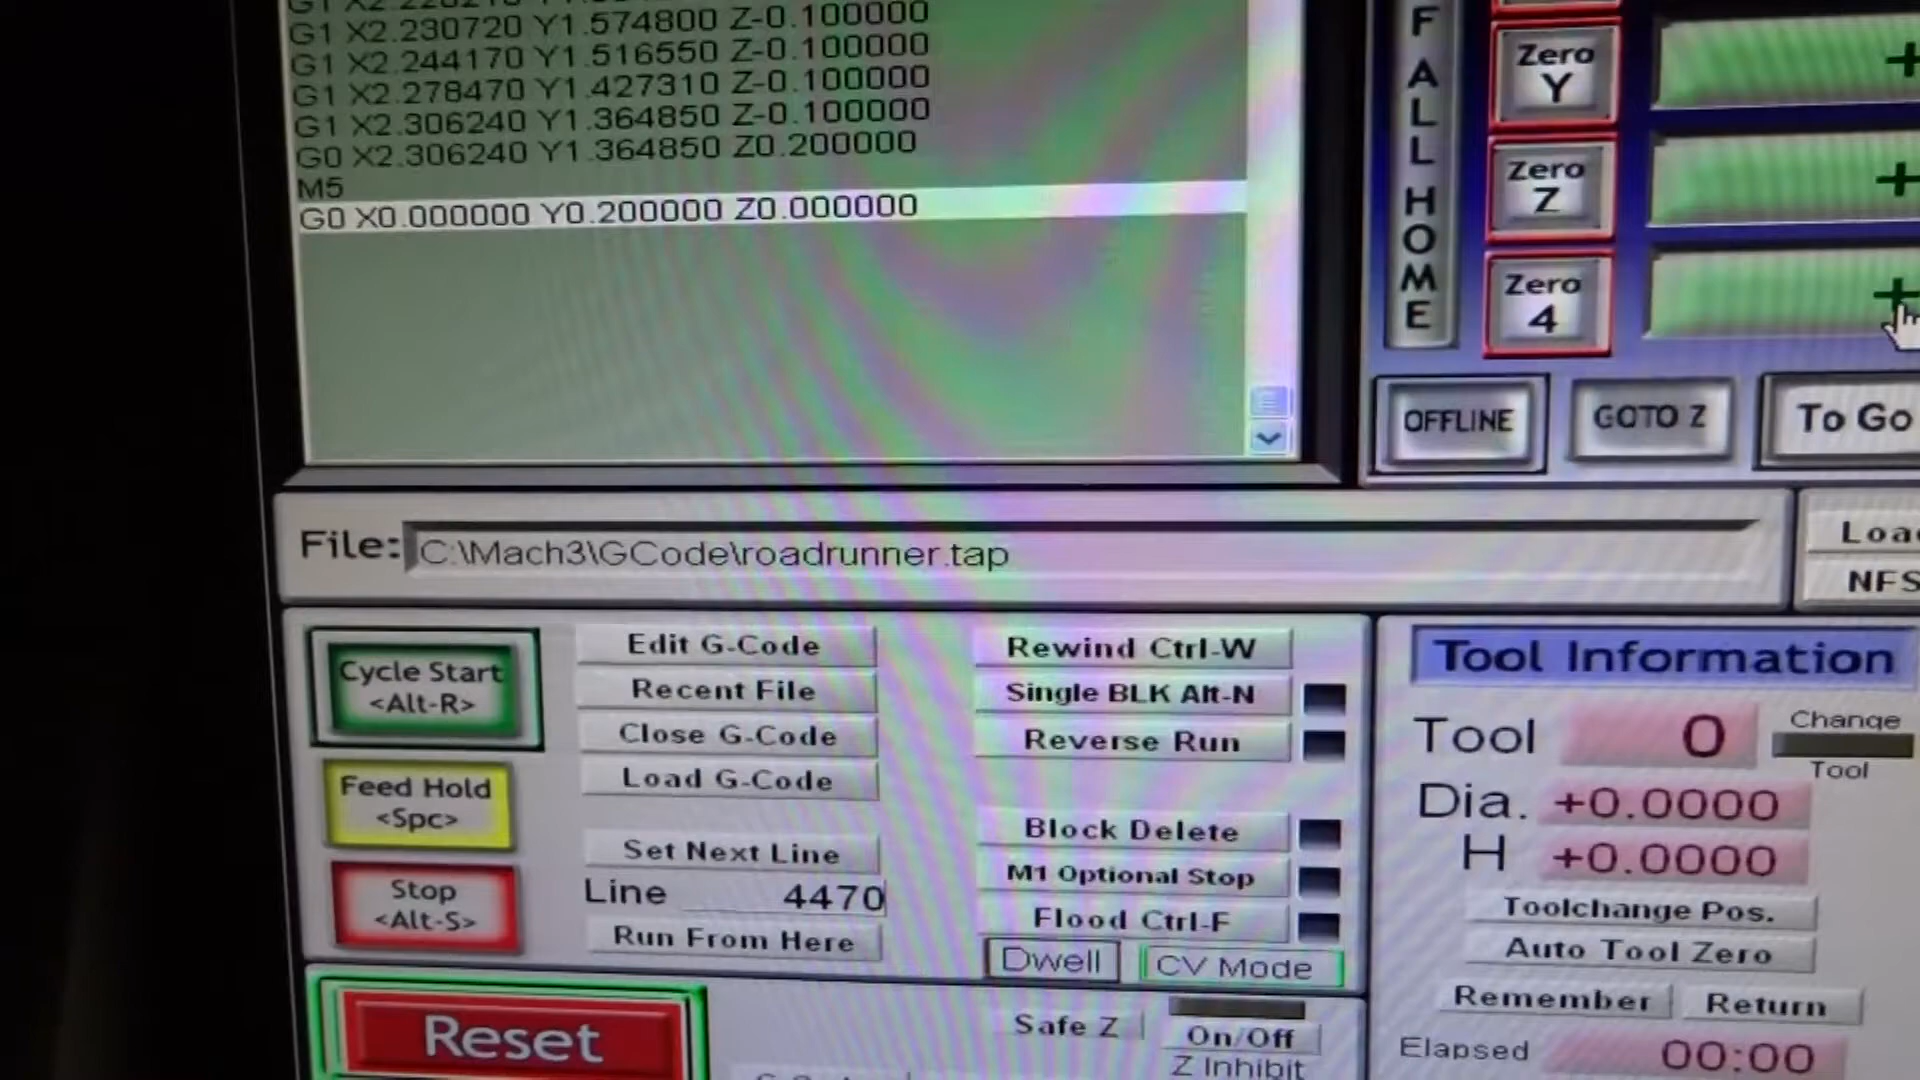 G1 X2.230720 Y1.574800 Z-0.100000
G1 X2.244170 Y1.516550 Z-0.100000
G1 X2.278470 Y1.427310 Z-0.100000
G1 X2.306240 Y1.364850 Z-0.100000
G0 X2.306240 Y1.364850 Z0.200000
M5
G0 X0.000000 Y0.200000 Z0.000000
F ALL HOME
Zero
Y
+
Zero
Z
+
Zero
4
+
OFFLINE
GOTO Z
To Go
File: C:\Mach3\GCode\roadrunner.tap
Cycle Start
<Alt-R>
Feed Hold
<Spc>
Stop
<Alt-S>
Reset
Edit G-Code
Recent File
Close G-Code
Load G-Code
Set Next Line
Line 4470
Run From Here
Rewind Ctrl-W
Single BLK Alt-N
Reverse Run
Block Delete
M1 Optional Stop
Flood Ctrl-F
Dwell
CV Mode
Safe Z
On/Off
Z Inhibit
Tool Information
Tool 0
Change
Tool
Dia. +0.0000
H +0.0000
Toolchange Pos.
Auto Tool Zero
Remember
Return
Elapsed 00:00